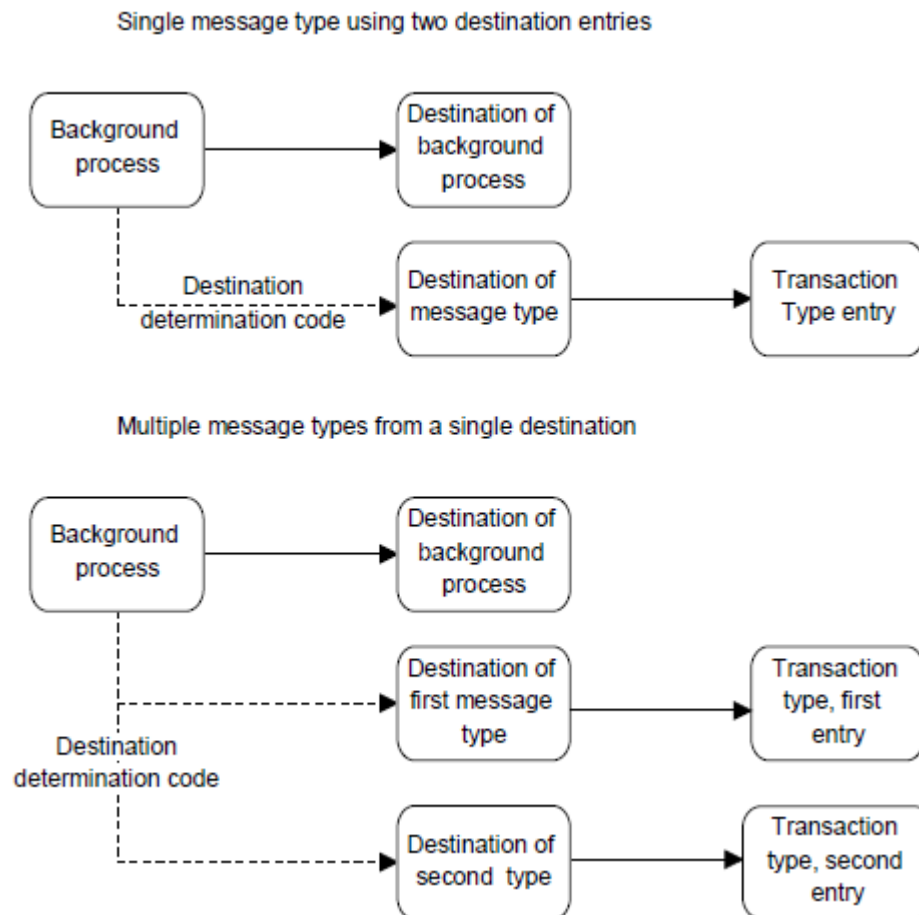 Single message type using two destination entries
Background
process
Destination of
background
process
Destination
determination code
Destination of
message type
Transaction
Type entry
Multiple message types from a single destination
Background
process
Destination of
background
process
Destination of
first message
type
Transaction
type, first
entry
Destination
determination code
Destination of
second type
Transaction
type, second
entry